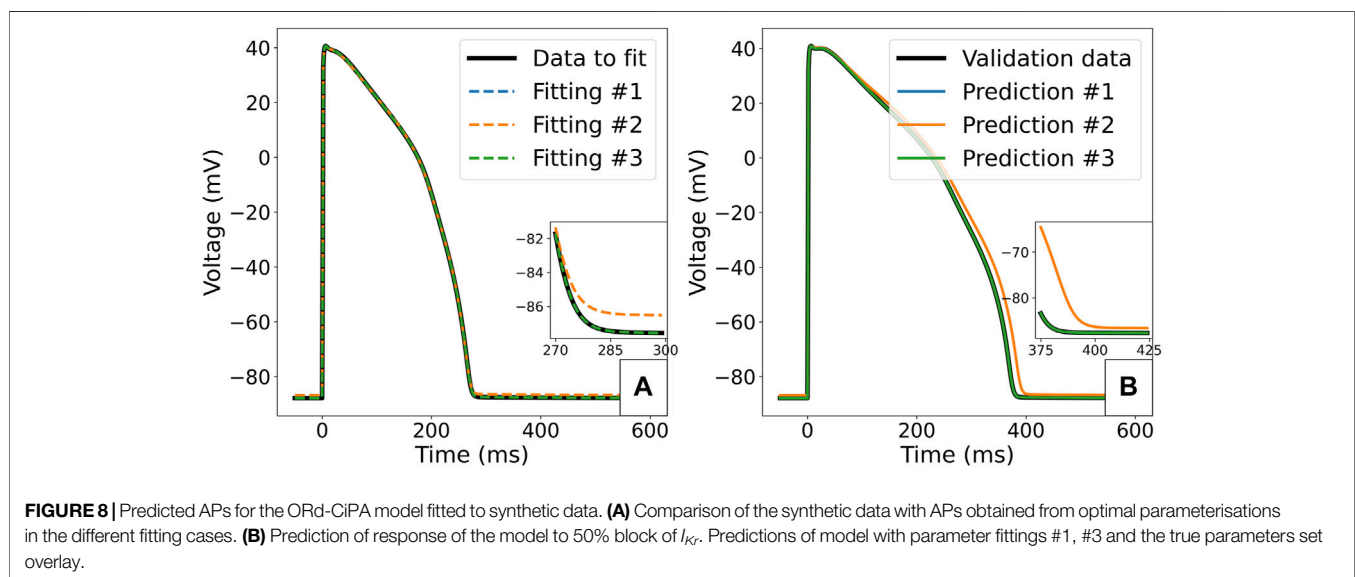 Voltage (mV)
40
20
0
−20
−40
−60
−80
Data to fit
Fitting #1
Fitting #2
Fitting #3
−82
−84
−86
270
285
300
A
0
200
400
600
Time (ms)
Voltage (mV)
40
20
0
−20
−40
−60
−80
Validation data
Prediction #1
Prediction #2
Prediction #3
−70
−80
375
400
425
B
0
200
400
600
Time (ms)
FIGURE 8 | Predicted APs for the ORd-CiPA model fitted to synthetic data. (A) Comparison of the synthetic data with APs obtained from optimal parameterisations
in the different fitting cases. (B) Prediction of response of the model to 50% block of IKr. Predictions of model with parameter fittings #1, #3 and the true parameters set
overlay.